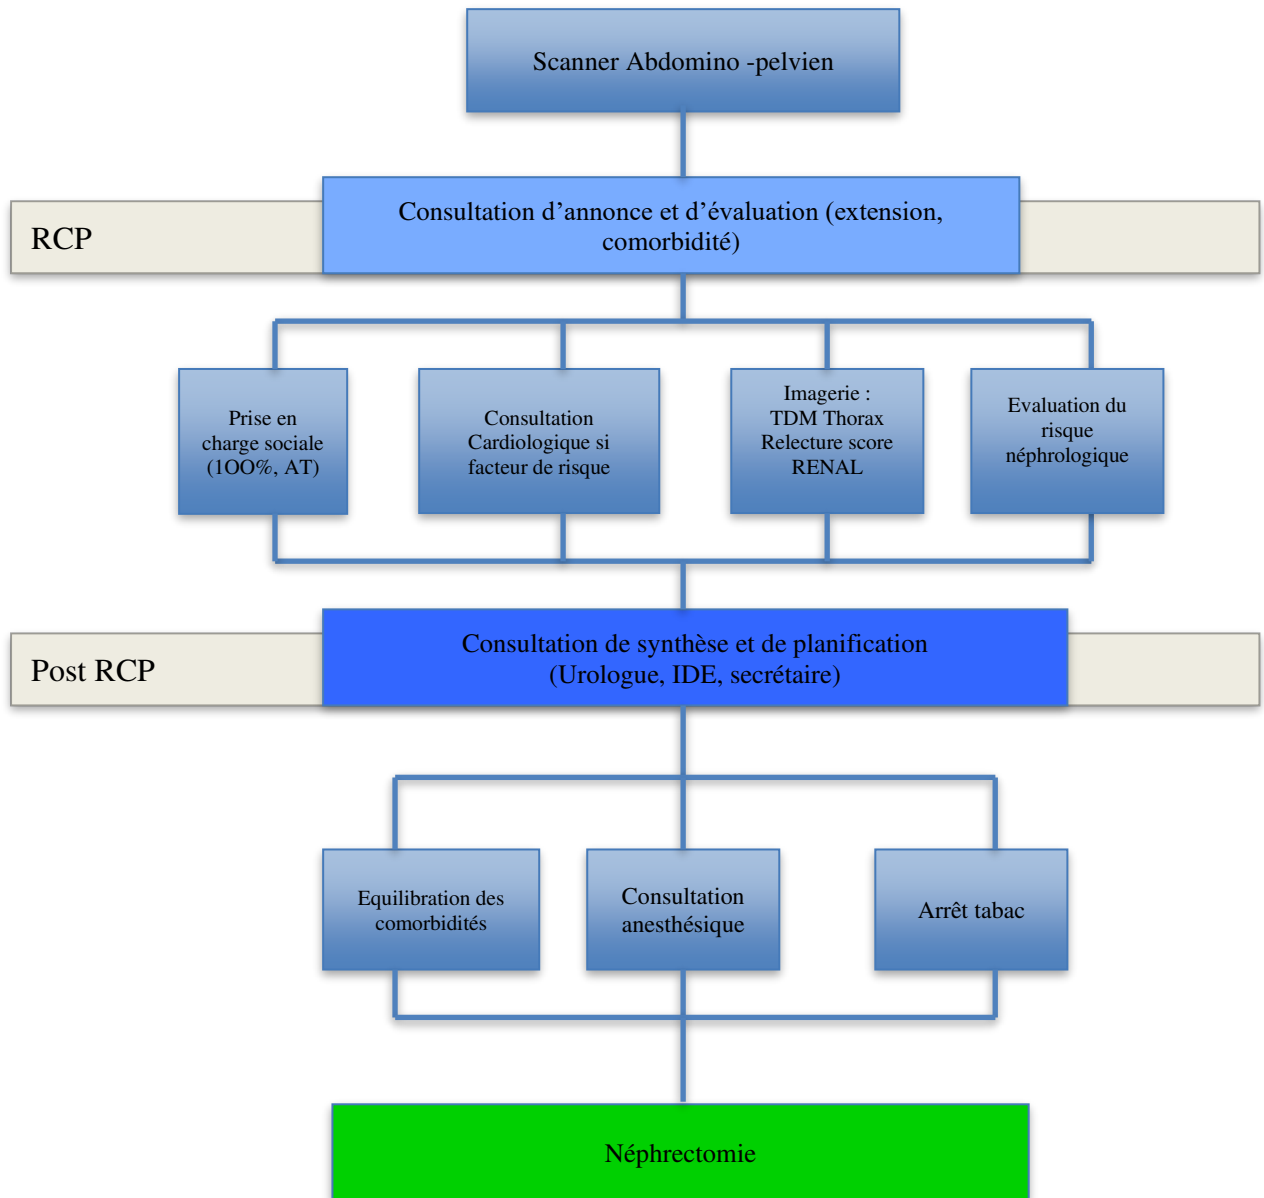 Scanner Abdomino -pelvien
Consultation d’annonce et d’évaluation (extension,
comorbidité)
RCP
Prise en
charge sociale
(1OO%, AT)
Consultation
Cardiologique si
facteur de risque
Imagerie :
TDM Thorax
Relecture score
RENAL
Evaluation du
risque
néphrologique
Consultation de synthèse et de planification
(Urologue, IDE, secrétaire)
Post RCP
Equilibration des
comorbidités
Consultation
anesthésique
Arrêt tabac
Néphrectomie